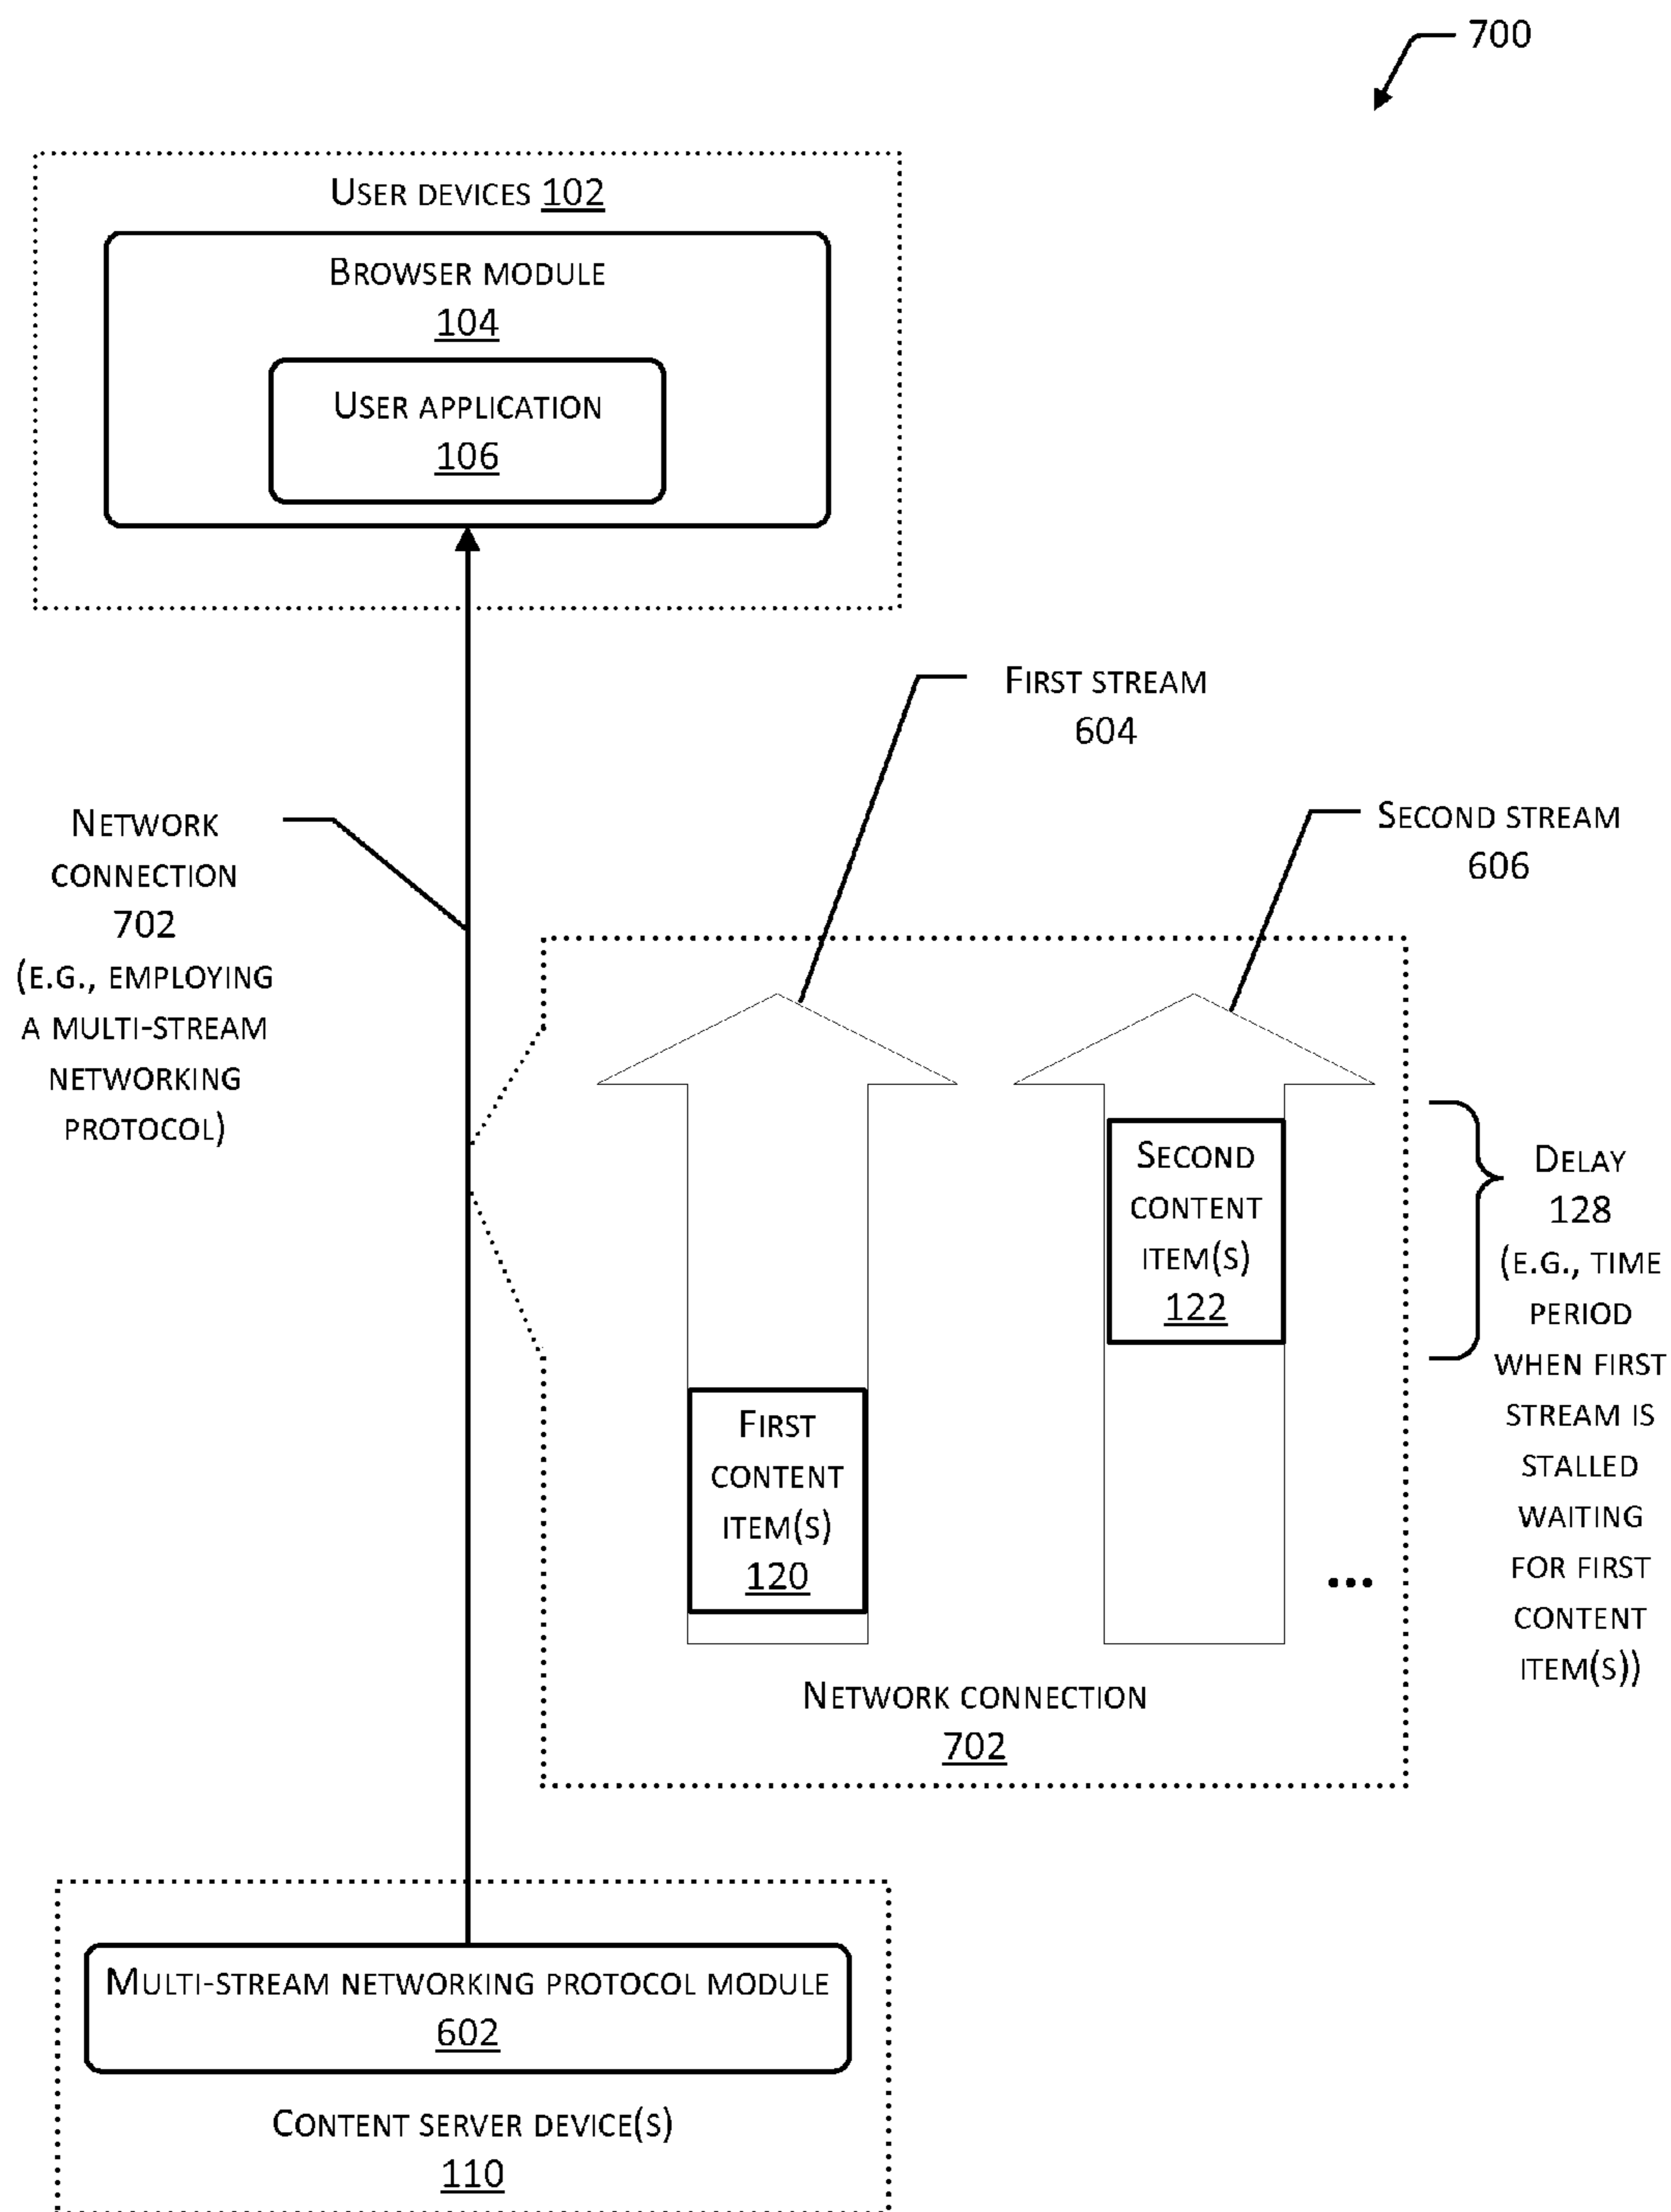 700
USER DEVICES 102
BROWSER MODULE
104
USER APPLICATION
106
FIRST STREAM
604
SECOND STREAM
606
NETWORK
CONNECTION
702
(E.G., EMPLOYING
A MULTI-STREAM
NETWORKING
PROTOCOL)
SECOND
CONTENT
ITEM(S)
122
DELAY
128
(E.G., TIME
PERIOD
WHEN FIRST
STREAM IS
STALLED
WAITING
FOR FIRST
CONTENT
ITEM(S))
FIRST
CONTENT
ITEM(S)
120
...
NETWORK CONNECTION
702
MULTI-STREAM NETWORKING PROTOCOL MODULE
602
CONTENT SERVER DEVICE(S)
110